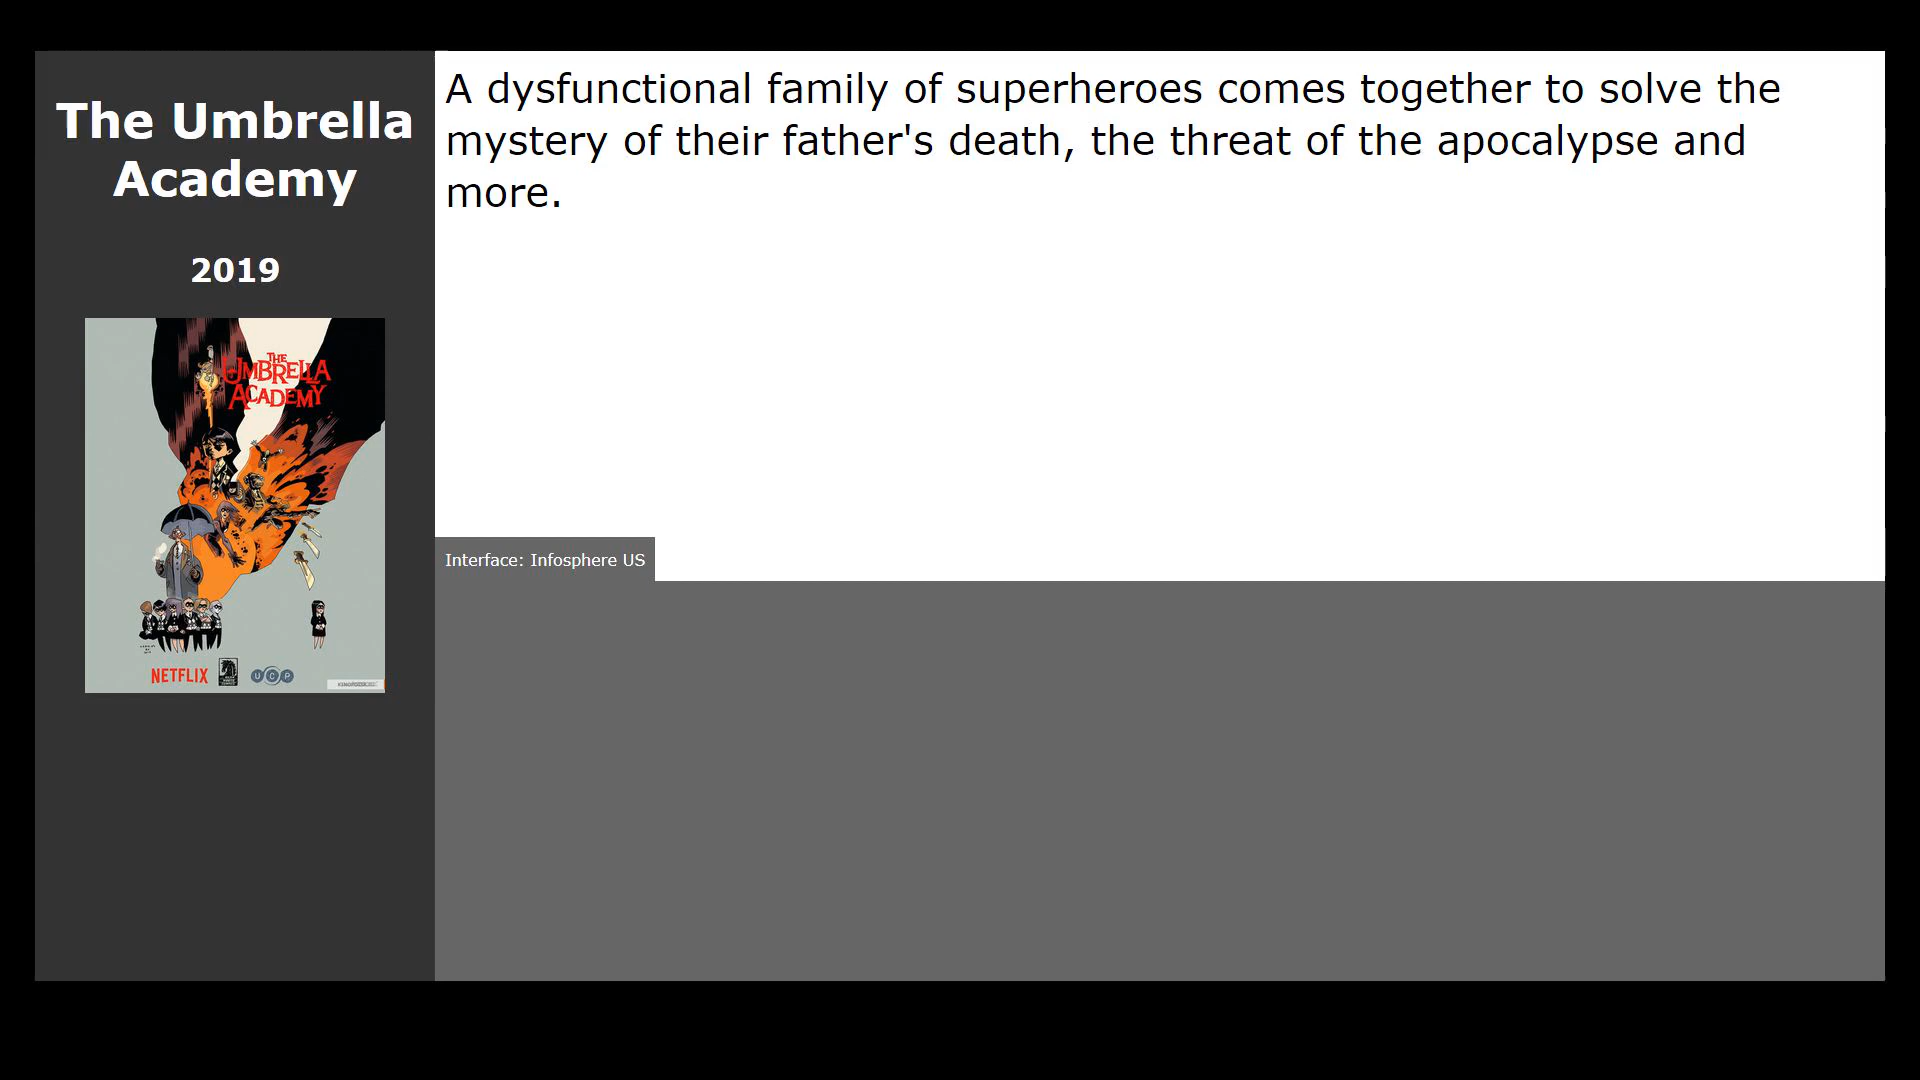 The Umbrella
Academy
2019
THE
UMBRELLA
ACADEMY
NETFLIX
UCP
A dysfunctional family of superheroes comes together to solve the
mystery of their father's death, the threat of the apocalypse and
more.
Interface: Infosphere US